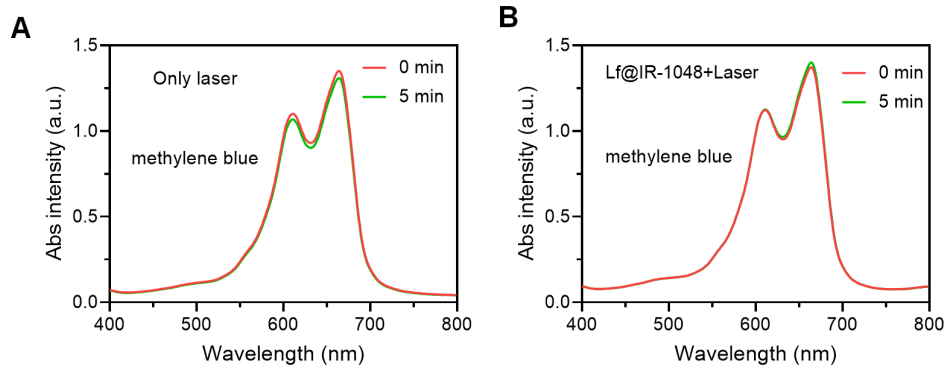 A
Abs intensity (a.u.)
1.5
1.0
0.5
0.0
Only laser
methylene blue
0 min
5 min
400
500
600
700
800
Wavelength (nm)
B
Abs intensity (a.u.)
1.5
1.0
0.5
0.0
Lf@IR-1048+Laser
methylene blue
0 min
5 min
400
500
600
700
800
Wavelength (nm)